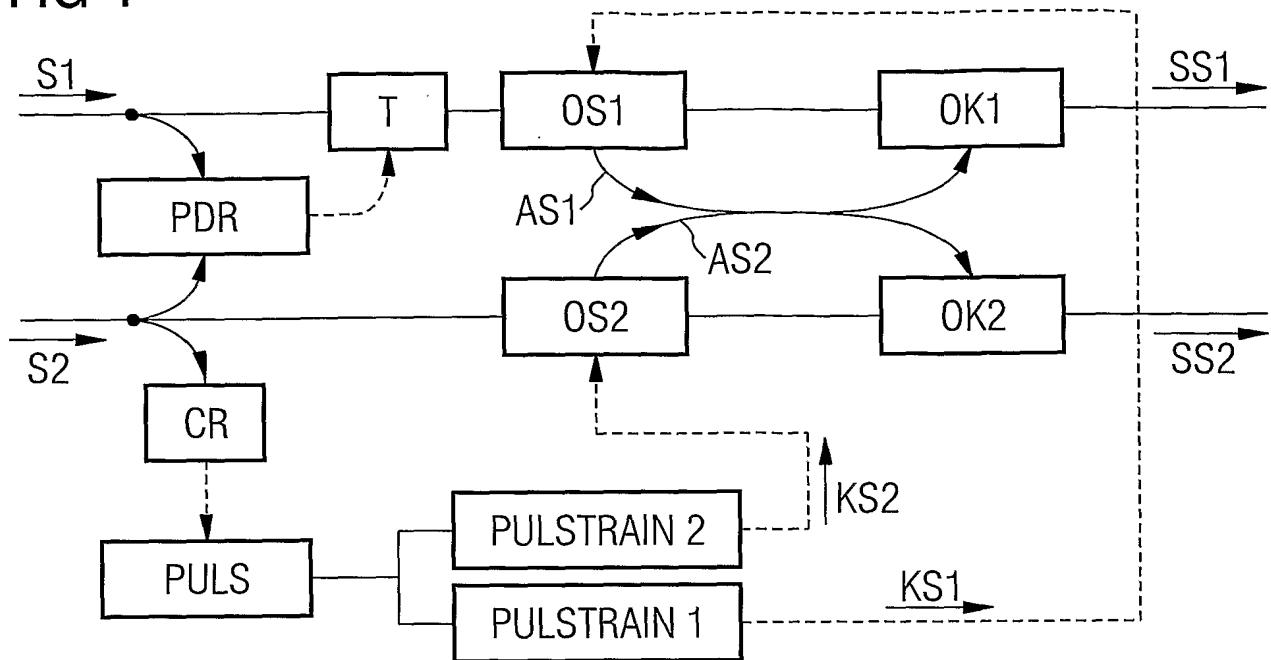 S1
T
OS1
OK1
SS1
PDR
AS1
AS2
S2
OS2
OK2
SS2
CR
KS2
PULSTRAIN 2
PULS
KS1
PULSTRAIN 1